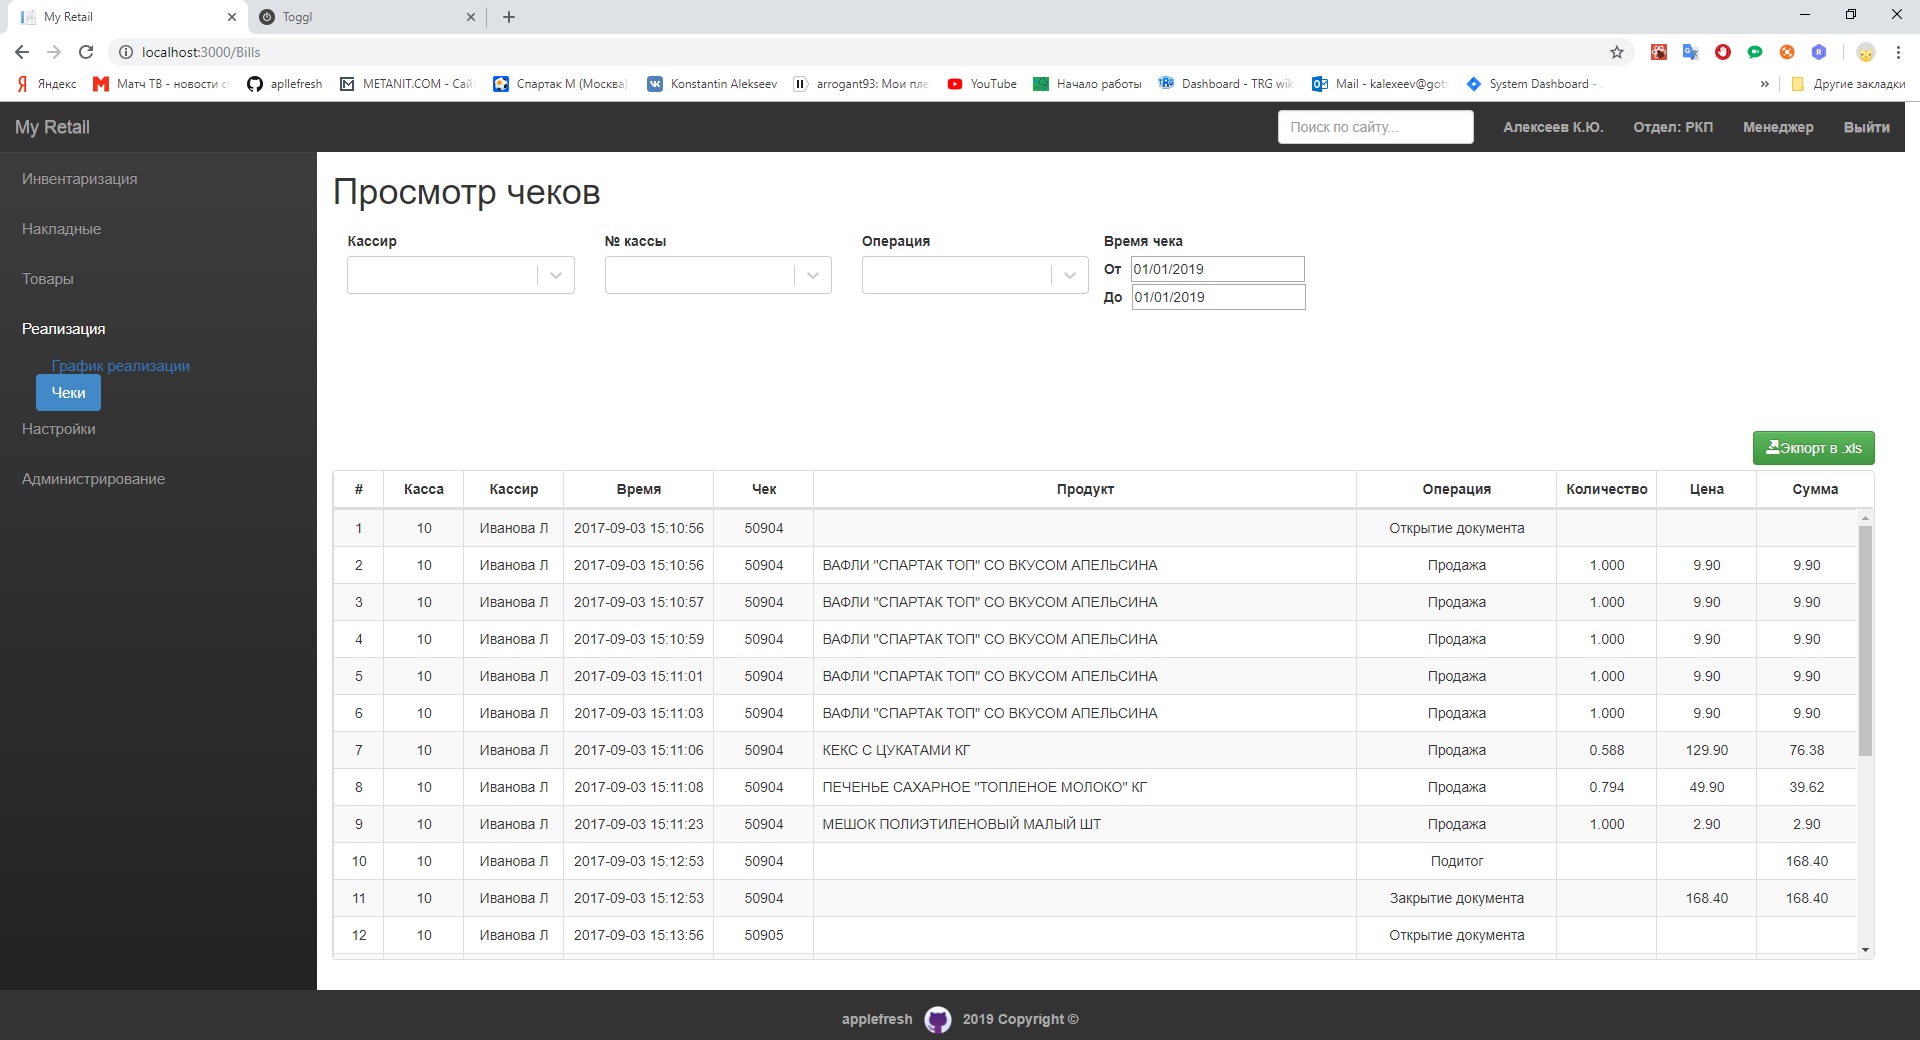 My Retail
Toggl
localhost:3000/Bills
Яндекс
Матч ТВ - новости с
apllefresh
METANIT.COM - Сай
Спартак М (Москва)
Konstantin Alekseev
arrogant93: Мои пле
YouTube
Начало работы
Dashboard - TRG wik
Mail - kalexeev@got
System Dashboard -
»
Другие закладки
My Retail
Поиск по сайту...
Алексеев К.Ю.
Отдел: РКП
Менеджер
Выйти
Инвентаризация
Накладные
Товары
Реализация
График реализации
Чеки
Настройки
Администрирование
Просмотр чеков
Кассир
№ кассы
Операция
Время чека
От 01/01/2019
До 01/01/2019
Экпорт в .xls
# Касса Кассир Время Чек Продукт Операция Количество Цена Сумма
1 10 Иванова Л 2017-09-03 15:10:56 50904 Открытие документа
2 10 Иванова Л 2017-09-03 15:10:56 50904 ВАФЛИ "СПАРТАК ТОП" СО ВКУСОМ АПЕЛЬСИНА Продажа 1.000 9.90 9.90
3 10 Иванова Л 2017-09-03 15:10:57 50904 ВАФЛИ "СПАРТАК ТОП" СО ВКУСОМ АПЕЛЬСИНА Продажа 1.000 9.90 9.90
4 10 Иванова Л 2017-09-03 15:10:59 50904 ВАФЛИ "СПАРТАК ТОП" СО ВКУСОМ АПЕЛЬСИНА Продажа 1.000 9.90 9.90
5 10 Иванова Л 2017-09-03 15:11:01 50904 ВАФЛИ "СПАРТАК ТОП" СО ВКУСОМ АПЕЛЬСИНА Продажа 1.000 9.90 9.90
6 10 Иванова Л 2017-09-03 15:11:03 50904 ВАФЛИ "СПАРТАК ТОП" СО ВКУСОМ АПЕЛЬСИНА Продажа 1.000 9.90 9.90
7 10 Иванова Л 2017-09-03 15:11:06 50904 КЕКС С ЦУКАТАМИ КГ Продажа 0.588 129.90 76.38
8 10 Иванова Л 2017-09-03 15:11:08 50904 ПЕЧЕНЬЕ САХАРНОЕ "ТОПЛЕНОЕ МОЛОКО" КГ Продажа 0.794 49.90 39.62
9 10 Иванова Л 2017-09-03 15:11:23 50904 МЕШОК ПОЛИЭТИЛЕНОВЫЙ МАЛЫЙ ШТ Продажа 1.000 2.90 2.90
10 10 Иванова Л 2017-09-03 15:12:53 50904 Подитог 168.40
11 10 Иванова Л 2017-09-03 15:12:53 50904 Закрытие документа 168.40 168.40
12 10 Иванова Л 2017-09-03 15:13:56 50905 Открытие документа
applefresh 2019 Copyright ©